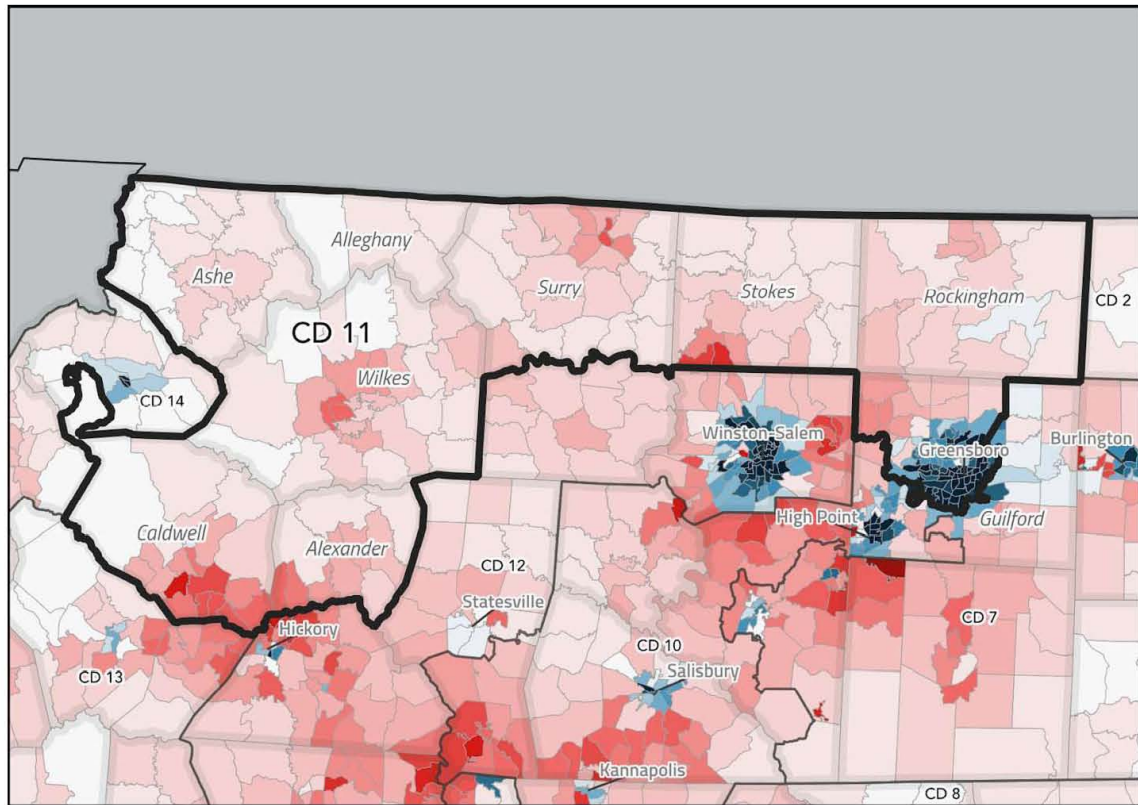 Alleghany
Ashe
Surry
Stokes
Rockingham
CD 2
CD 11
Wilkes
CD 14
Winston-Salem
Greensboro
Burlington
High Point
Guilford
Caldwell
Alexander
CD 12
Statesville
Hickory
CD 7
CD 10
CD 13
Salisbury
Kannapolis
CD 8